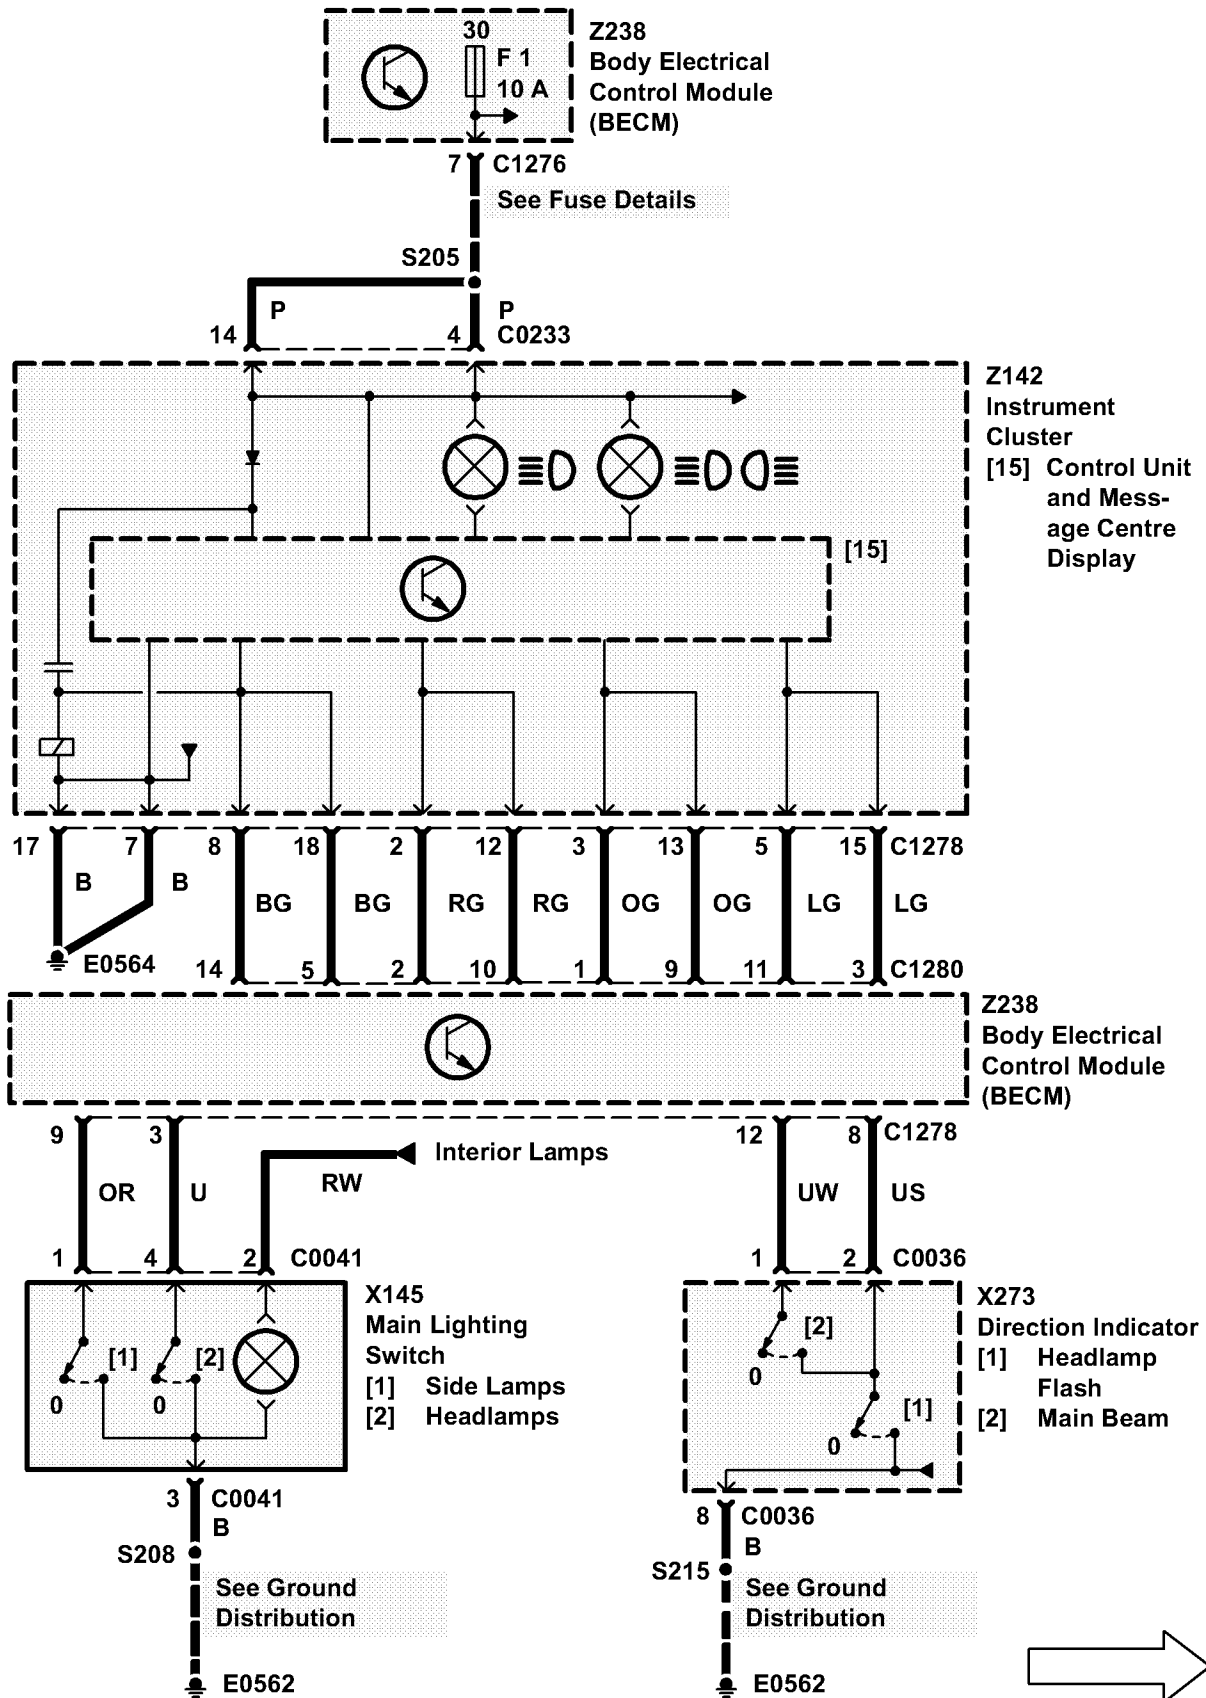 30
F 1
10 A
Z238
Body Electrical
Control Module
(BECM)
7 C1276
See Fuse Details
S205
P P
14 4 C0233
Z142
Instrument
Cluster
[15] Control Unit
and Mess-
age Centre
Display
[15]
17 7 8 18 2 12 3 13 5 15 C1278
B B BG BG RG RG OG OG LG LG
E0564
14 5 2 10 1 9 11 3 C1280
Z238
Body Electrical
Control Module
(BECM)
9 3 12 8 C1278
Interior Lamps
OR U RW UW US
1 4 2 C0041
1 2 C0036
X145
Main Lighting
Switch
[1] Side Lamps
[2] Headlamps
[1] [2]
0 0
X273
Direction Indicator
[1] Headlamp
Flash
[2] Main Beam
[2]
0
[1]
0
3 C0041
B
S208
See Ground
Distribution
E0562
8 C0036
B
S215
See Ground
Distribution
E0562